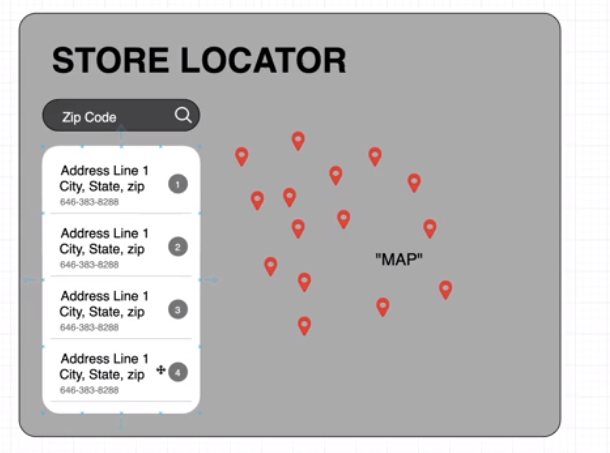 STORE LOCATOR
Zip Code
Address Line 1
City, State, zip
646-383-8288
1
Address Line 1
City, State, zip
646-383-8288
2
Address Line 1
City, State, zip
646-383-8288
3
Address Line 1
City, State, zip
646-383-8288
4
"MAP"